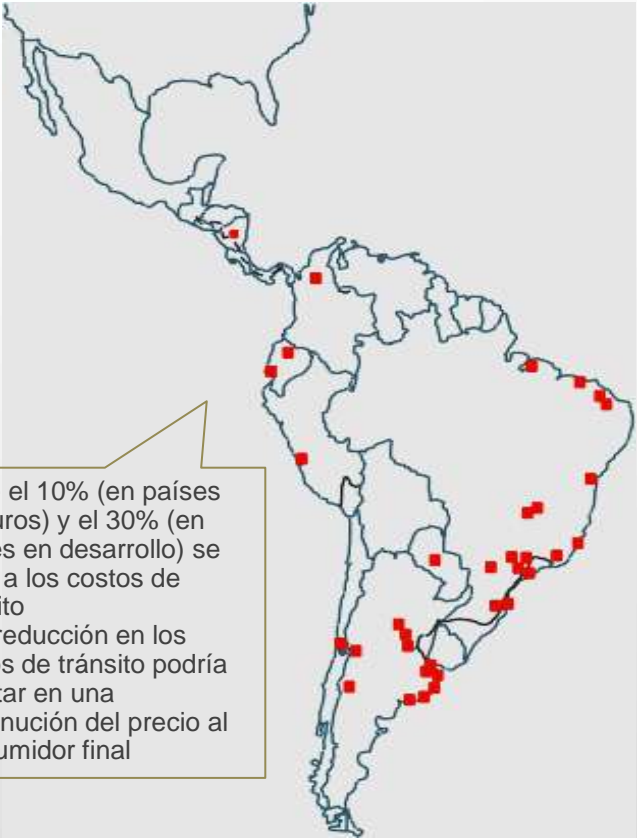 el 10% (en países
uros) y el 30% (en
es en desarrollo) se
a los costos de
ito
reducción en los
os de tránsito podría
tar en una
nución del precio al
umidor final